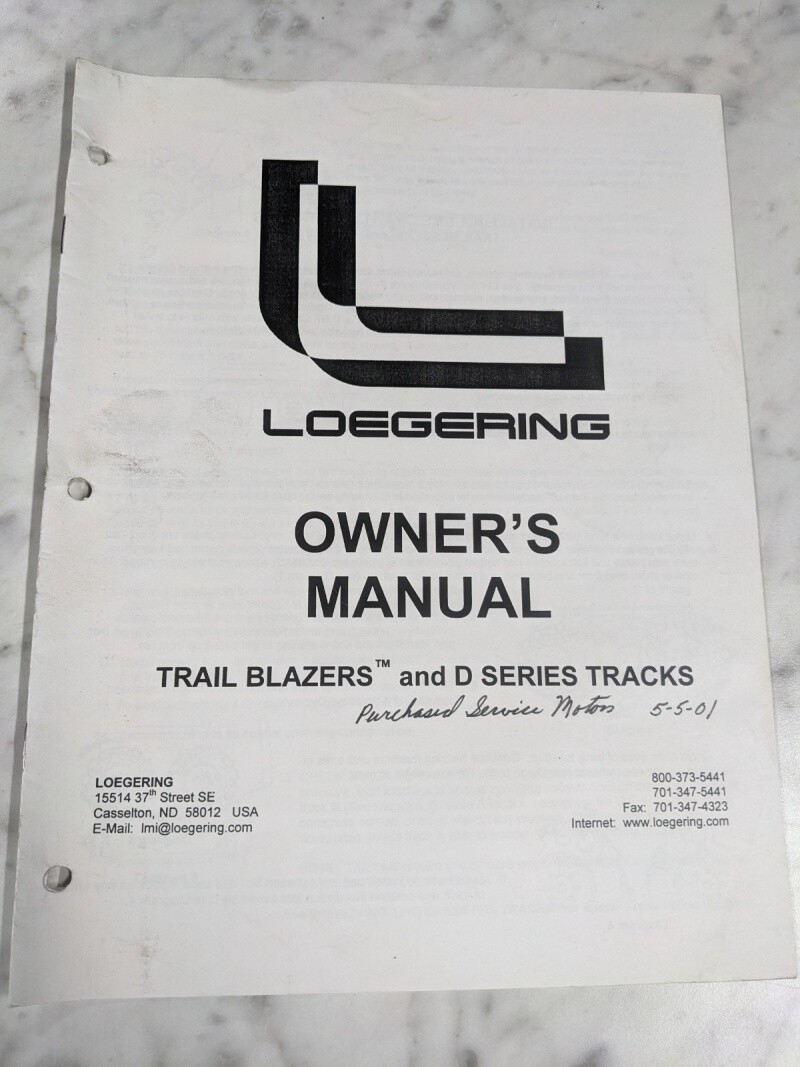 LOEGERING
OWNER'S
MANUAL
TRAIL BLAZERS™ and D SERIES TRACKS
Purchased Service Motors 5-5-01
LOEGERING
15514 37th Street SE
Casselton, ND 58012 USA
E-Mail: lmi@loegering.com
800-373-5441
701-347-5441
Fax: 701-347-4323
Internet: www.loegering.com